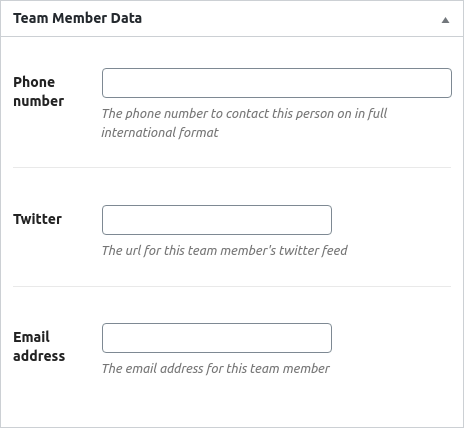 Team Member Data
Phone
number
The phone number to contact this person on in full
international format
Twitter
The url for this team member's twitter feed
Email
address
The email address for this team member